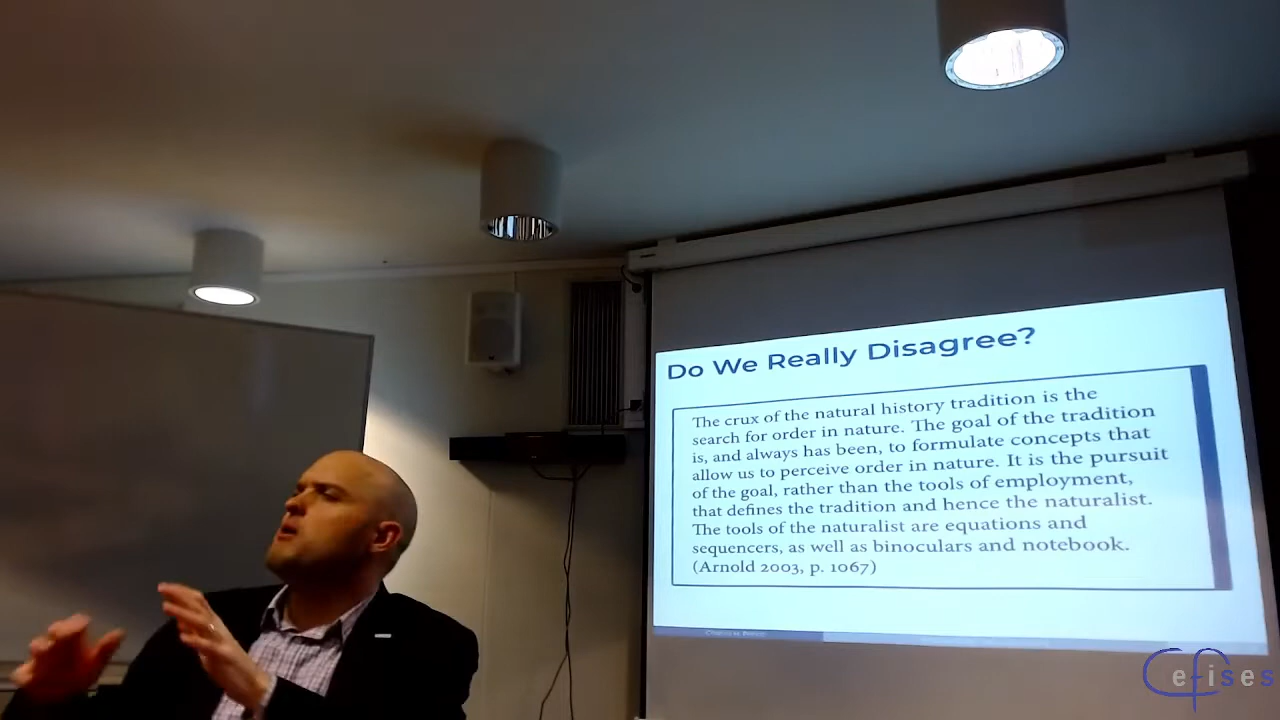 Do We Really Disagree?
The crux of the natural history tradition is the
search for order in nature. The goal of the tradition
is, and always has been, to formulate concepts that
allow us to perceive order in nature. It is the pursuit
of the goal, rather than the tools of employment,
that defines the tradition and hence the naturalist.
The tools of the naturalist are equations and
sequencers, as well as binoculars and notebook.
(Arnold 2003, p. 1067)
Cefises